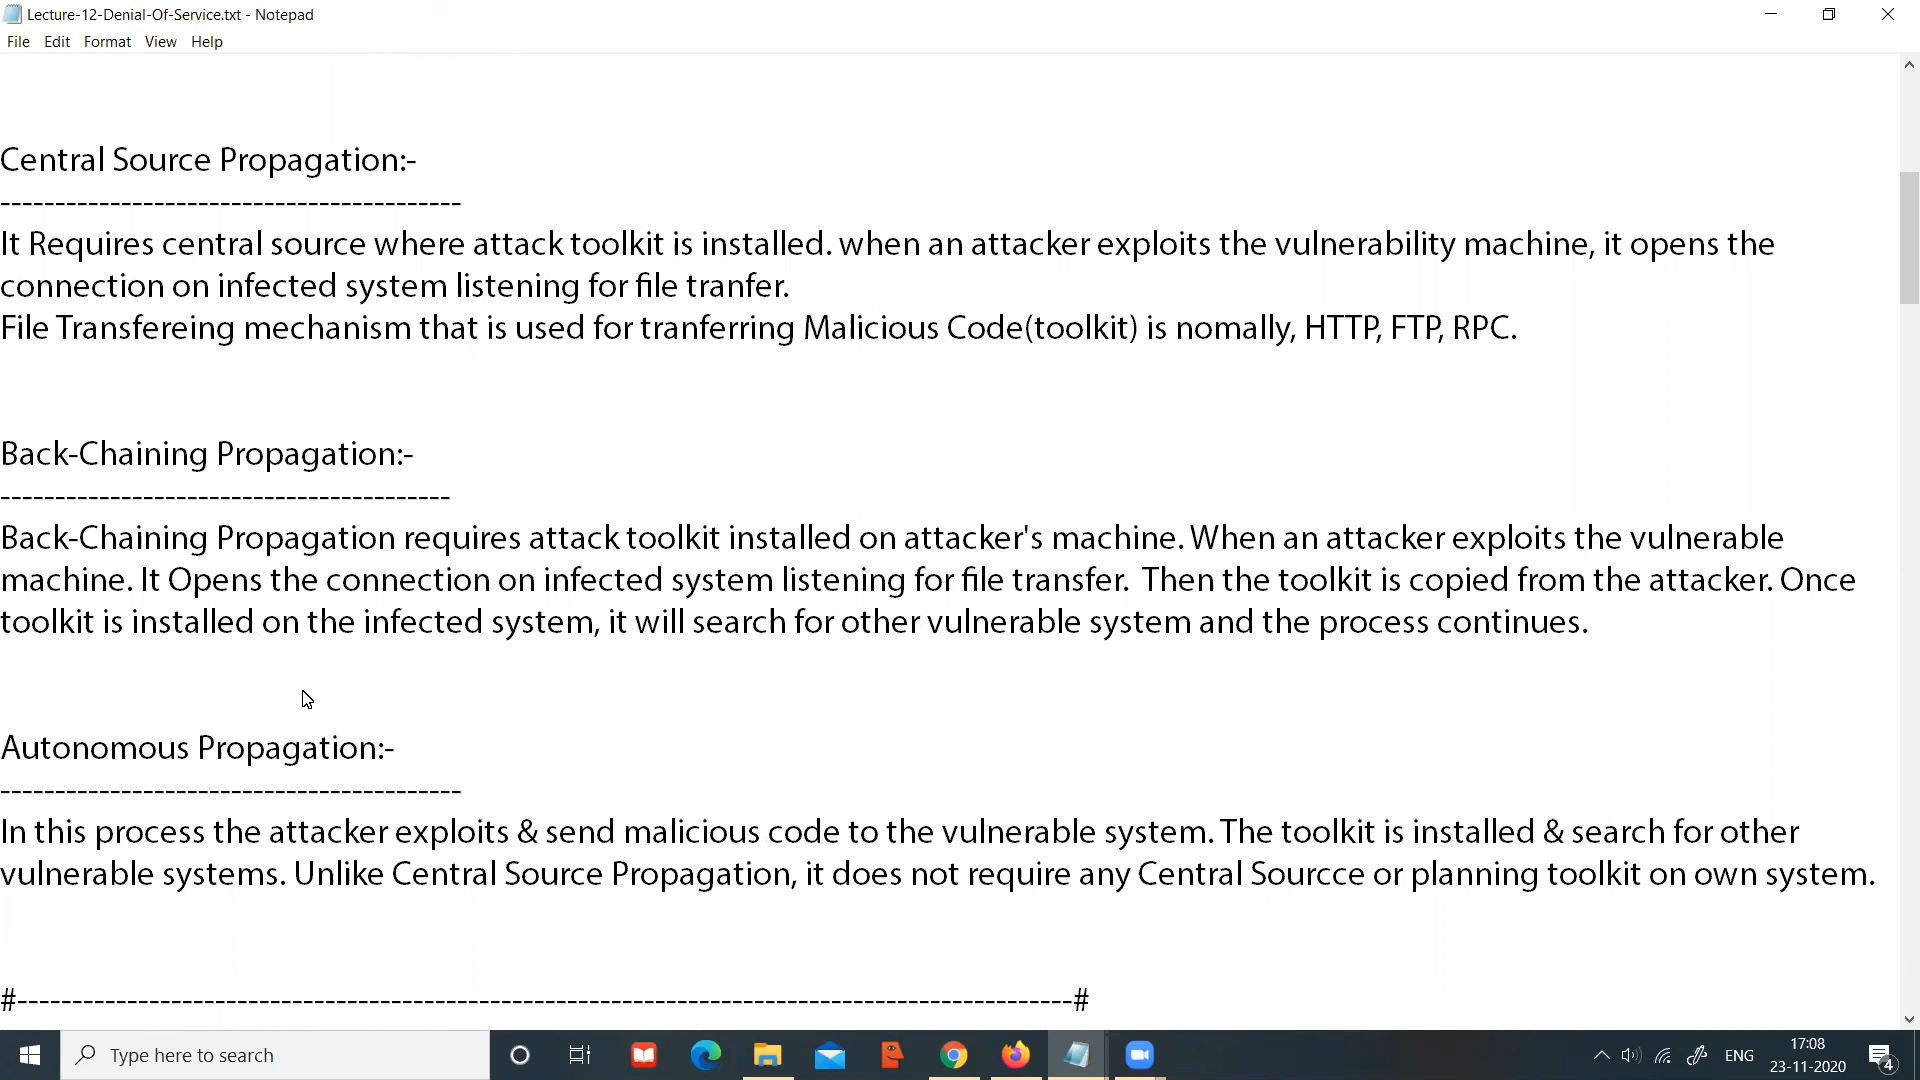 Lecture-12-Denial-Of-Service.txt - Notepad
File Edit Format View Help
Central Source Propagation:-
------------------------------------------
It Requires central source where attack toolkit is installed. when an attacker exploits the vulnerability machine, it opens the
connection on infected system listening for file tranfer.
File Transfereing mechanism that is used for tranferring Malicious Code(toolkit) is nomally, HTTP, FTP, RPC.
Back-Chaining Propagation:-
-----------------------------------------
Back-Chaining Propagation requires attack toolkit installed on attacker's machine. When an attacker exploits the vulnerable
machine. It Opens the connection on infected system listening for file transfer.  Then the toolkit is copied from the attacker. Once
toolkit is installed on the infected system, it will search for other vulnerable system and the process continues.
Autonomous Propagation:-
------------------------------------------
In this process the attacker exploits & send malicious code to the vulnerable system. The toolkit is installed & search for other
vulnerable systems. Unlike Central Source Propagation, it does not require any Central Sourcce or planning toolkit on own system.
#------------------------------------------------------------------------------------------------#
Type here to search
ENG
17:08
23-11-2020
4